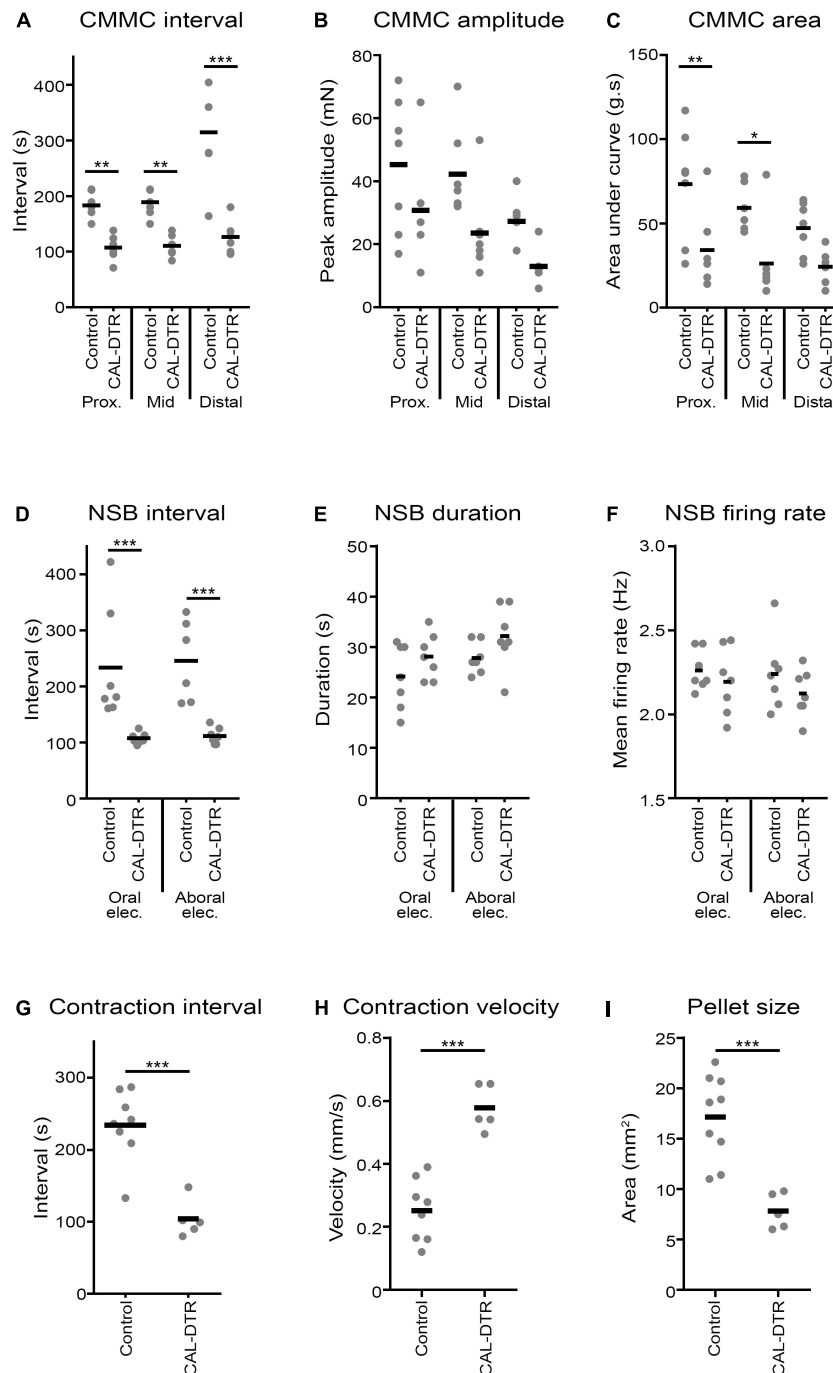 A CMMC interval
Interval (s)
400
300
200
100
0
***
**
**
Control
CAL-DTR
Control
CAL-DTR
Control
CAL-DTR
Prox. Mid Distal
B CMMC amplitude
Peak amplitude (mN)
80
60
40
20
0
Control
CAL-DTR
Control
CAL-DTR
Control
CAL-DTR
Prox. Mid Distal
C CMMC area
Area under curve (g.s)
150
100
50
0
**
*
Control
CAL-DTR
Control
CAL-DTR
Control
CAL-DTR
Prox. Mid Distal
D NSB interval
Interval (s)
400
300
200
100
0
***
***
Control
CAL-DTR
Control
CAL-DTR
Oral Aboral
elec. elec.
E NSB duration
Duration (s)
50
40
30
20
10
0
Control
CAL-DTR
Control
CAL-DTR
Oral Aboral
elec. elec.
F NSB firing rate
Mean firing rate (Hz)
3.0
2.5
2.0
1.5
Control
CAL-DTR
Control
CAL-DTR
Oral Aboral
elec. elec.
G Contraction interval
Interval (s)
300
200
100
0
***
Control
CAL-DTR
H Contraction velocity
Velocity (mm/s)
0.8
0.6
0.4
0.2
0
***
Control
CAL-DTR
I Pellet size
Area (mm²)
25
20
15
10
5
0
***
Control
CAL-DTR